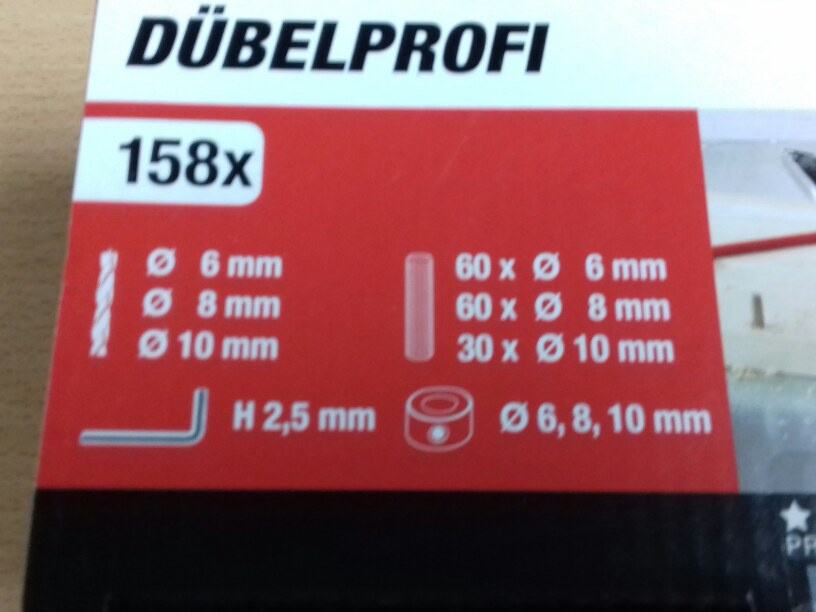 DÜBELPROFI
158x
Ø 6 mm
Ø 8 mm
Ø 10 mm
60 x Ø 6 mm
60 x Ø 8 mm
30 x Ø 10 mm
H 2,5 mm
Ø 6, 8, 10 mm
PR